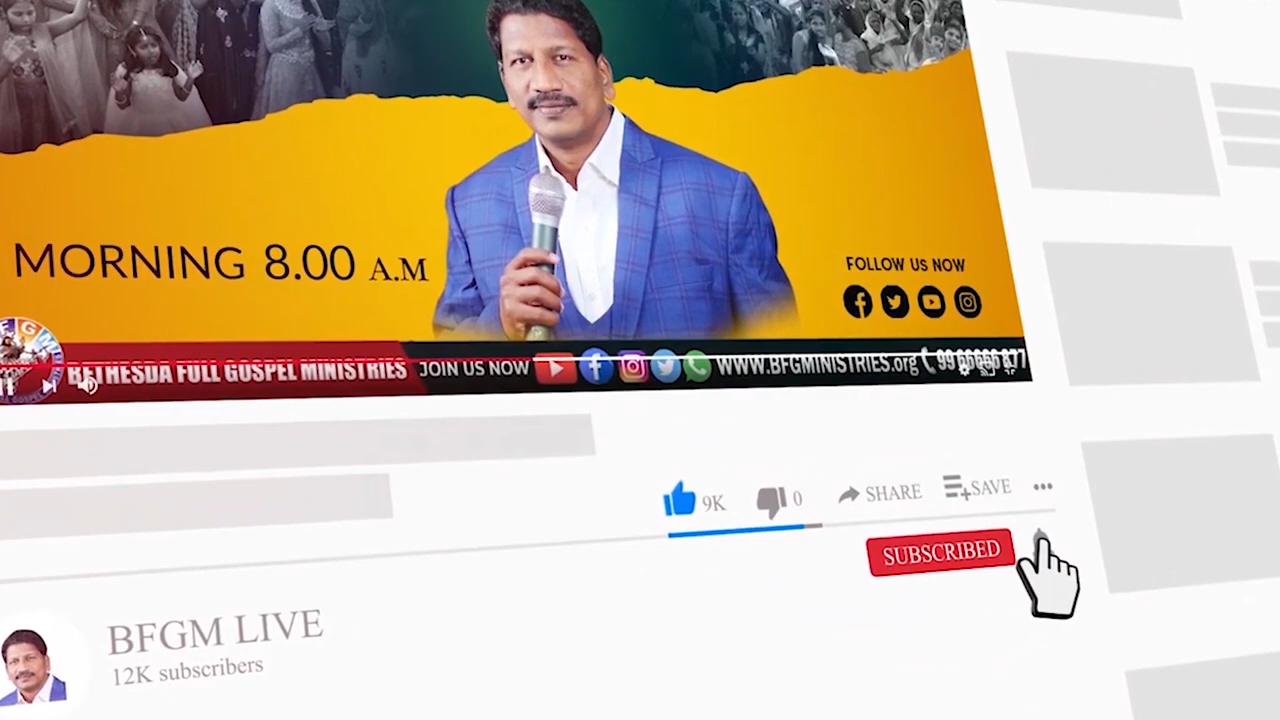 MORNING 8.00 A.M
FOLLOW US NOW
BETHESDA FULL GOSPEL MINISTRIES
JOIN US NOW
WWW.BFGMINISTRIES.org
9K
0
SHARE
SAVE
SUBSCRIBED
BFGM LIVE
12K subscribers